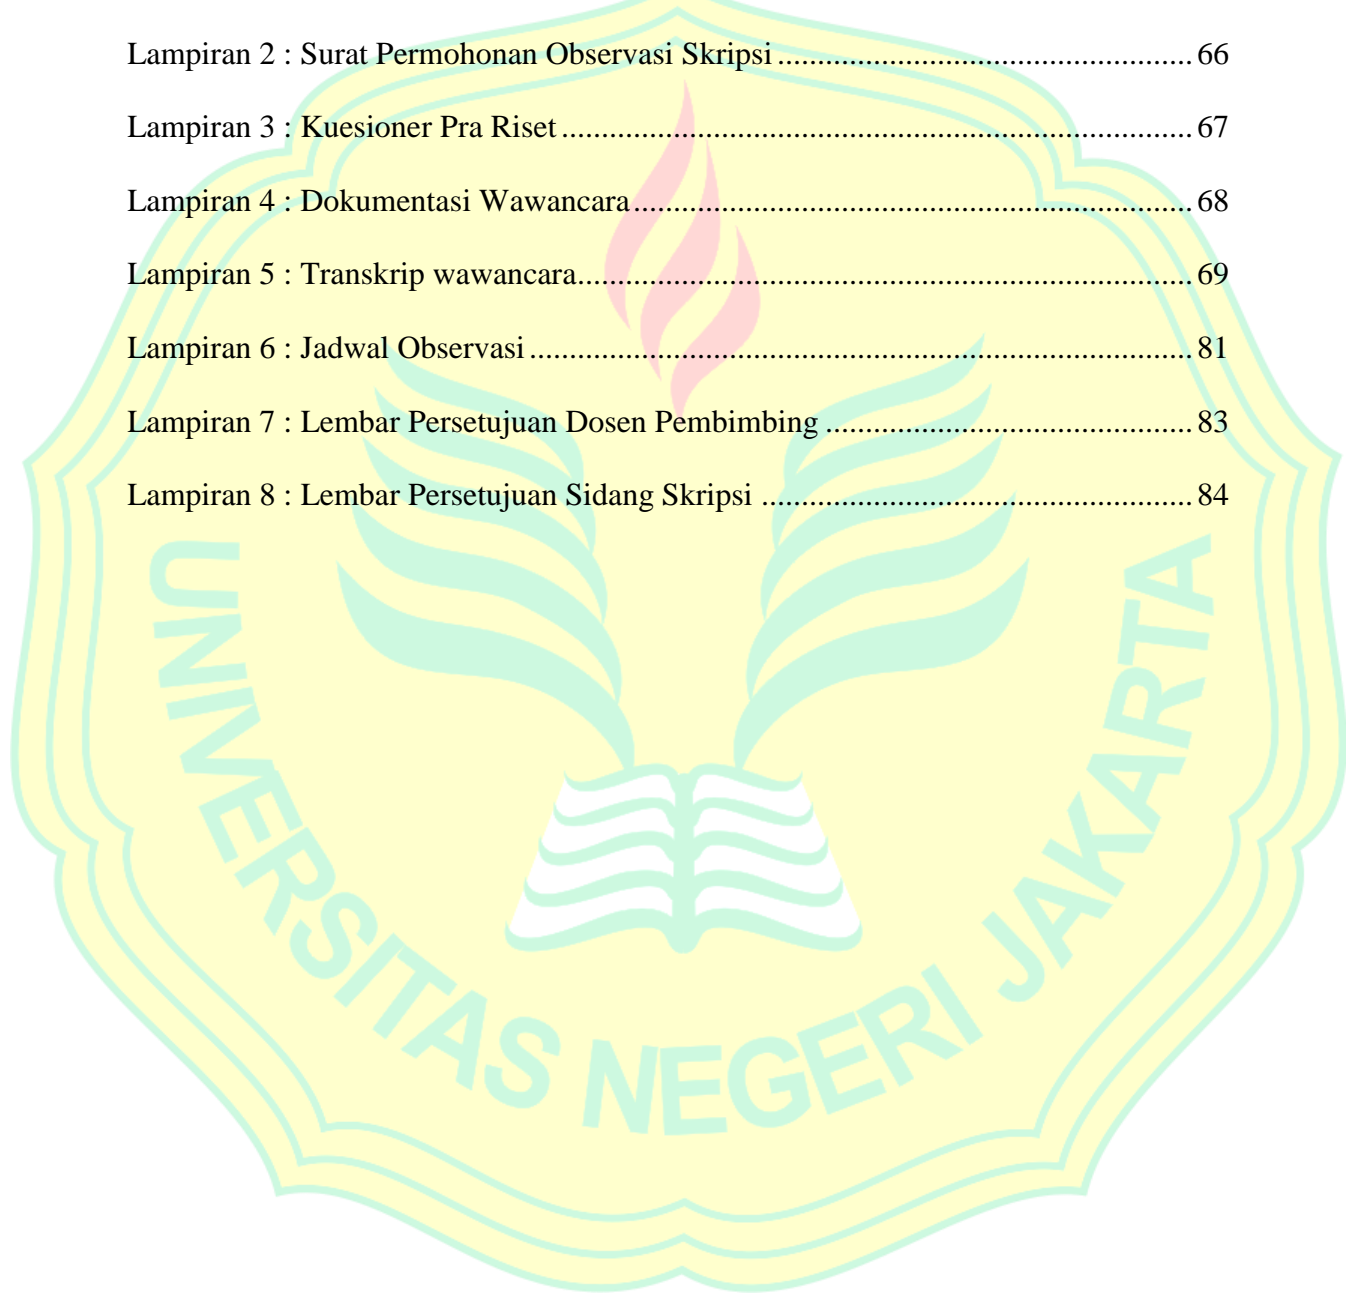 Lampiran 2 : Surat Permohonan Observasi Skripsi .................................................... 66
Lampiran 3 : Kuesioner Pra Riset ............................................................................... 67
Lampiran 4 : Dokumentasi Wawancara...................................................................... 68
Lampiran 5 : Transkrip wawancara............................................................................. 69
Lampiran 6 : Jadwal Observasi ................................................................................... 81
Lampiran 7 : Lembar Persetujuan Dosen Pembimbing .............................................. 83
Lampiran 8 : Lembar Persetujuan Sidang Skripsi ...................................................... 84
UNIVERSITAS NEGERI JAKARTA